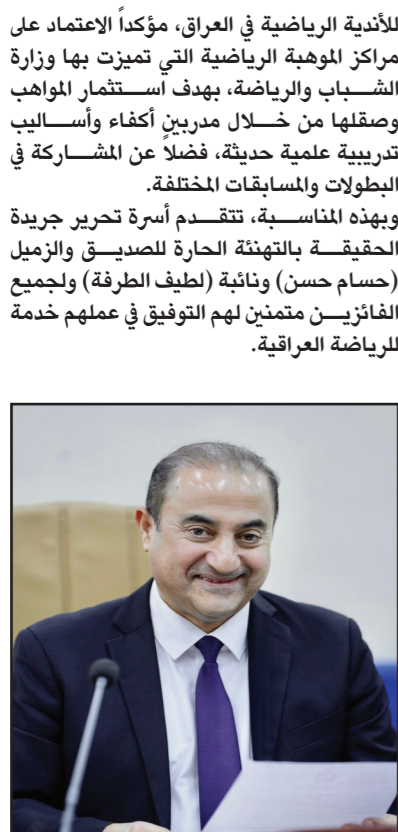 للأندية الرياضية في العراق، مؤكداً الاعتماد على
مراكز الموهبة الرياضية التي تميزت بها وزارة
الشباب والرياضة، بهدف استثمار المواهب
وصقلها من خلال مدربين أكفاء وأساليب
تدريبية علمية حديثة، فضلاً عن المشاركة في
البطولات والمسابقات المختلفة.
وبهذه المناسبة، تتقدم أسرة تحرير جريدة
الحقيقة بالتهنئة الحارة للصديق والزميل
(حسام حسن) ونائبة (لطيف الطرفة) ولجميع
الفائزين متمنين لهم التوفيق في عملهم خدمة
للرياضة العراقية.